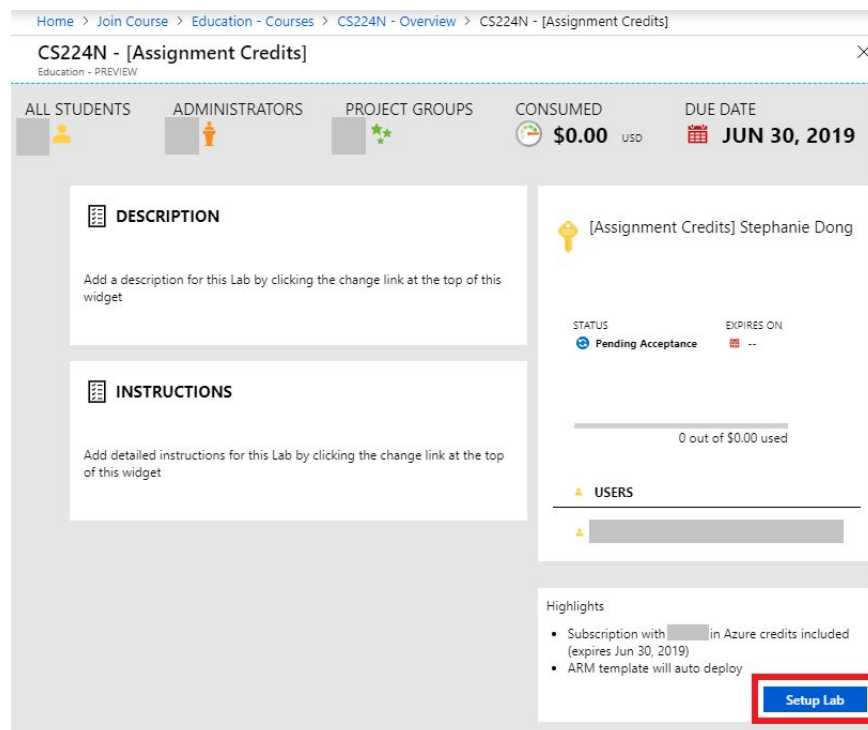 Home > Join Course > Education - Courses > CS224N - Overview > CS224N - [Assignment Credits]
CS224N - [Assignment Credits]
Education - PREVIEW
ALL STUDENTS
ADMINISTRATORS
PROJECT GROUPS
CONSUMED
$0.00 USD
DUE DATE
JUN 30, 2019
DESCRIPTION
Add a description for this Lab by clicking the change link at the top of this
widget
INSTRUCTIONS
Add detailed instructions for this Lab by clicking the change link at the top
of this widget
[Assignment Credits] Stephanie Dong
STATUS
Pending Acceptance
EXPIRES ON
--
0 out of $0.00 used
USERS
Highlights
• Subscription with in Azure credits included
(expires Jun 30, 2019)
• ARM template will auto deploy
Setup Lab